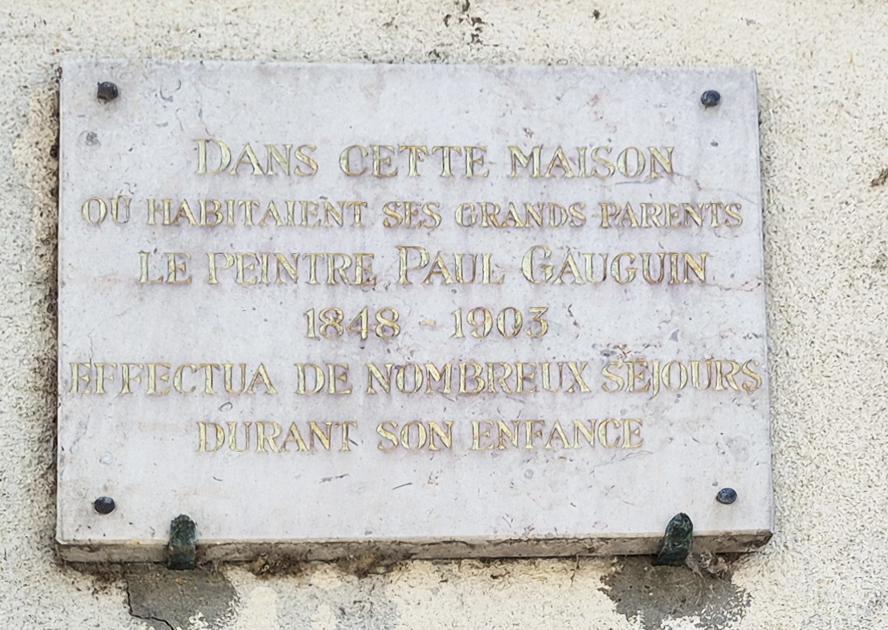 DANS CETTE MAISON
OÙ HABITAIENT SES GRANDS PARENTS
LE PEINTRE PAUL GAUGUIN
1848 - 1903
EFFECTUA DE NOMBREUX SÉJOURS
DURANT SON ENFANCE